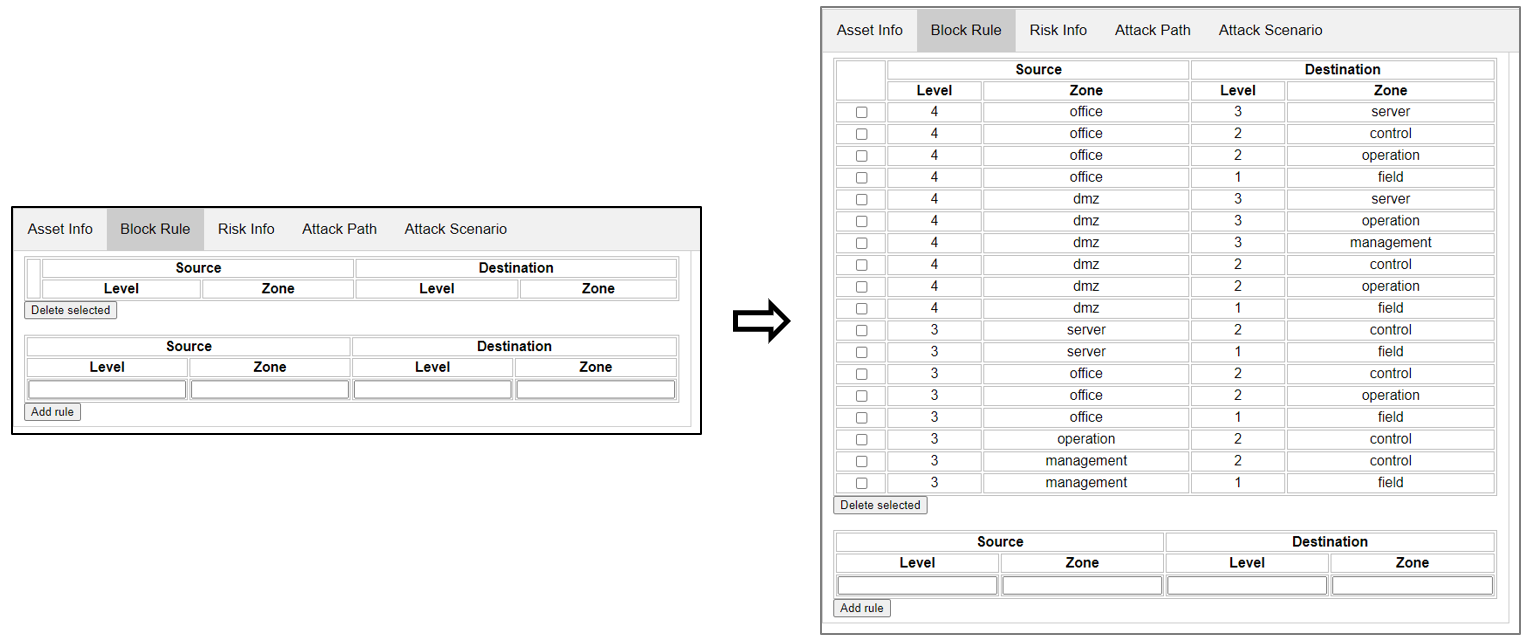 Asset Info Block Rule Risk Info Attack Path Attack Scenario
Source Destination
Level Zone Level Zone
Delete selected
Source Destination
Level Zone Level Zone
Add rule
Asset Info Block Rule Risk Info Attack Path Attack Scenario
Source Destination
Level Zone Level Zone
4 office 3 server
4 office 2 control
4 office 2 operation
4 office 1 field
4 dmz 3 server
4 dmz 3 operation
4 dmz 3 management
4 dmz 2 control
4 dmz 2 operation
4 dmz 1 field
3 server 2 control
3 server 1 field
3 office 2 control
3 office 2 operation
3 office 1 field
3 operation 2 control
3 management 2 control
3 management 1 field
Delete selected
Source Destination
Level Zone Level Zone
Add rule